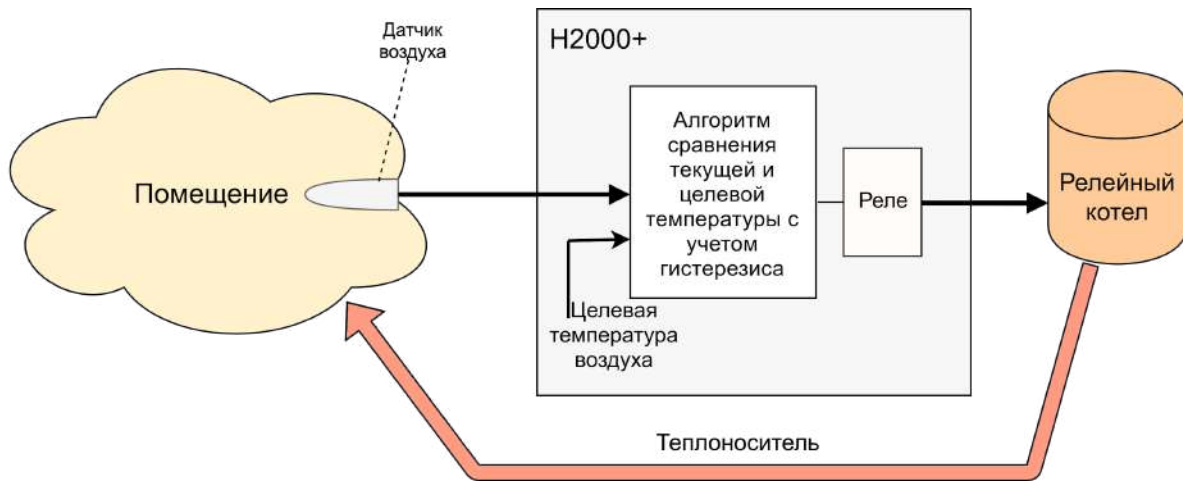 Датчик
воздуха
H2000+
Алгоритм
сравнения
текущей и
целевой
температуры с
учетом
гистерезиса
Помещение
Реле
Релейный
котел
Целевая
температура
воздуха
Теплоноситель